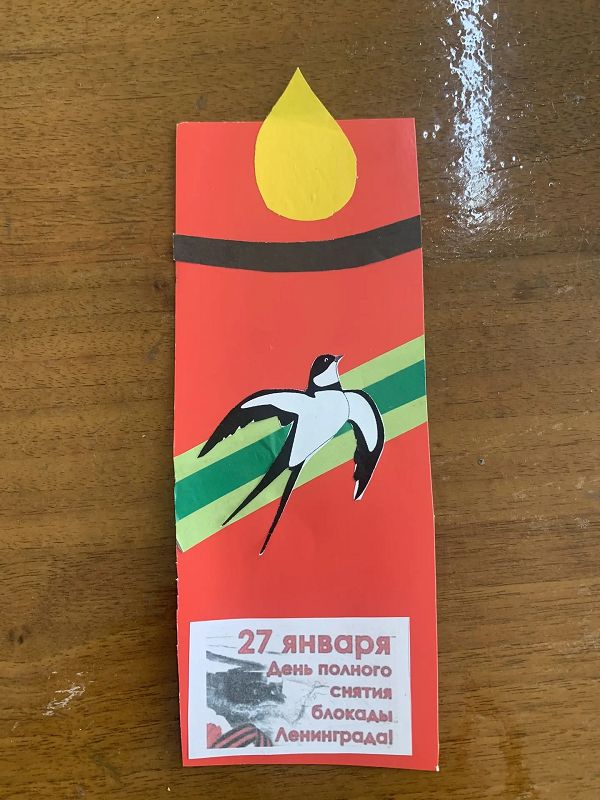 27 января
День полного
снятия
блокады
Ленинграда!